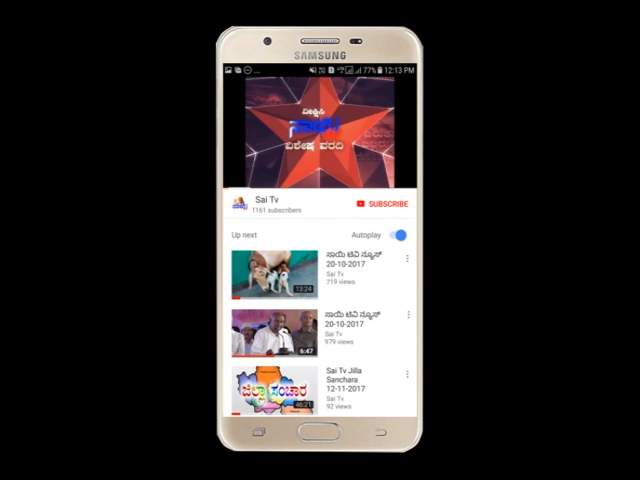 SAMSUNG
77% 12:13 PM
ವೀಕ್ಷಿಸಿ
ಸಾಯಿ
ವಿಶೇಷ ವರದಿ
Sai Tv
1161 subscribers
SUBSCRIBE
Up next
Autoplay
ಸಾಯಿ ಟಿವಿ ನ್ಯೂಸ್
20-10-2017
Sai Tv
719 views
13:24
ಸಾಯಿ ಟಿವಿ ನ್ಯೂಸ್
20-10-2017
Sai Tv
979 views
6:47
Sai Tv Jilla
Sanchara
12-11-2017
Sai Tv
92 views
ಜಿಲ್ಲಾ ಸಂಚಾರ
46:21